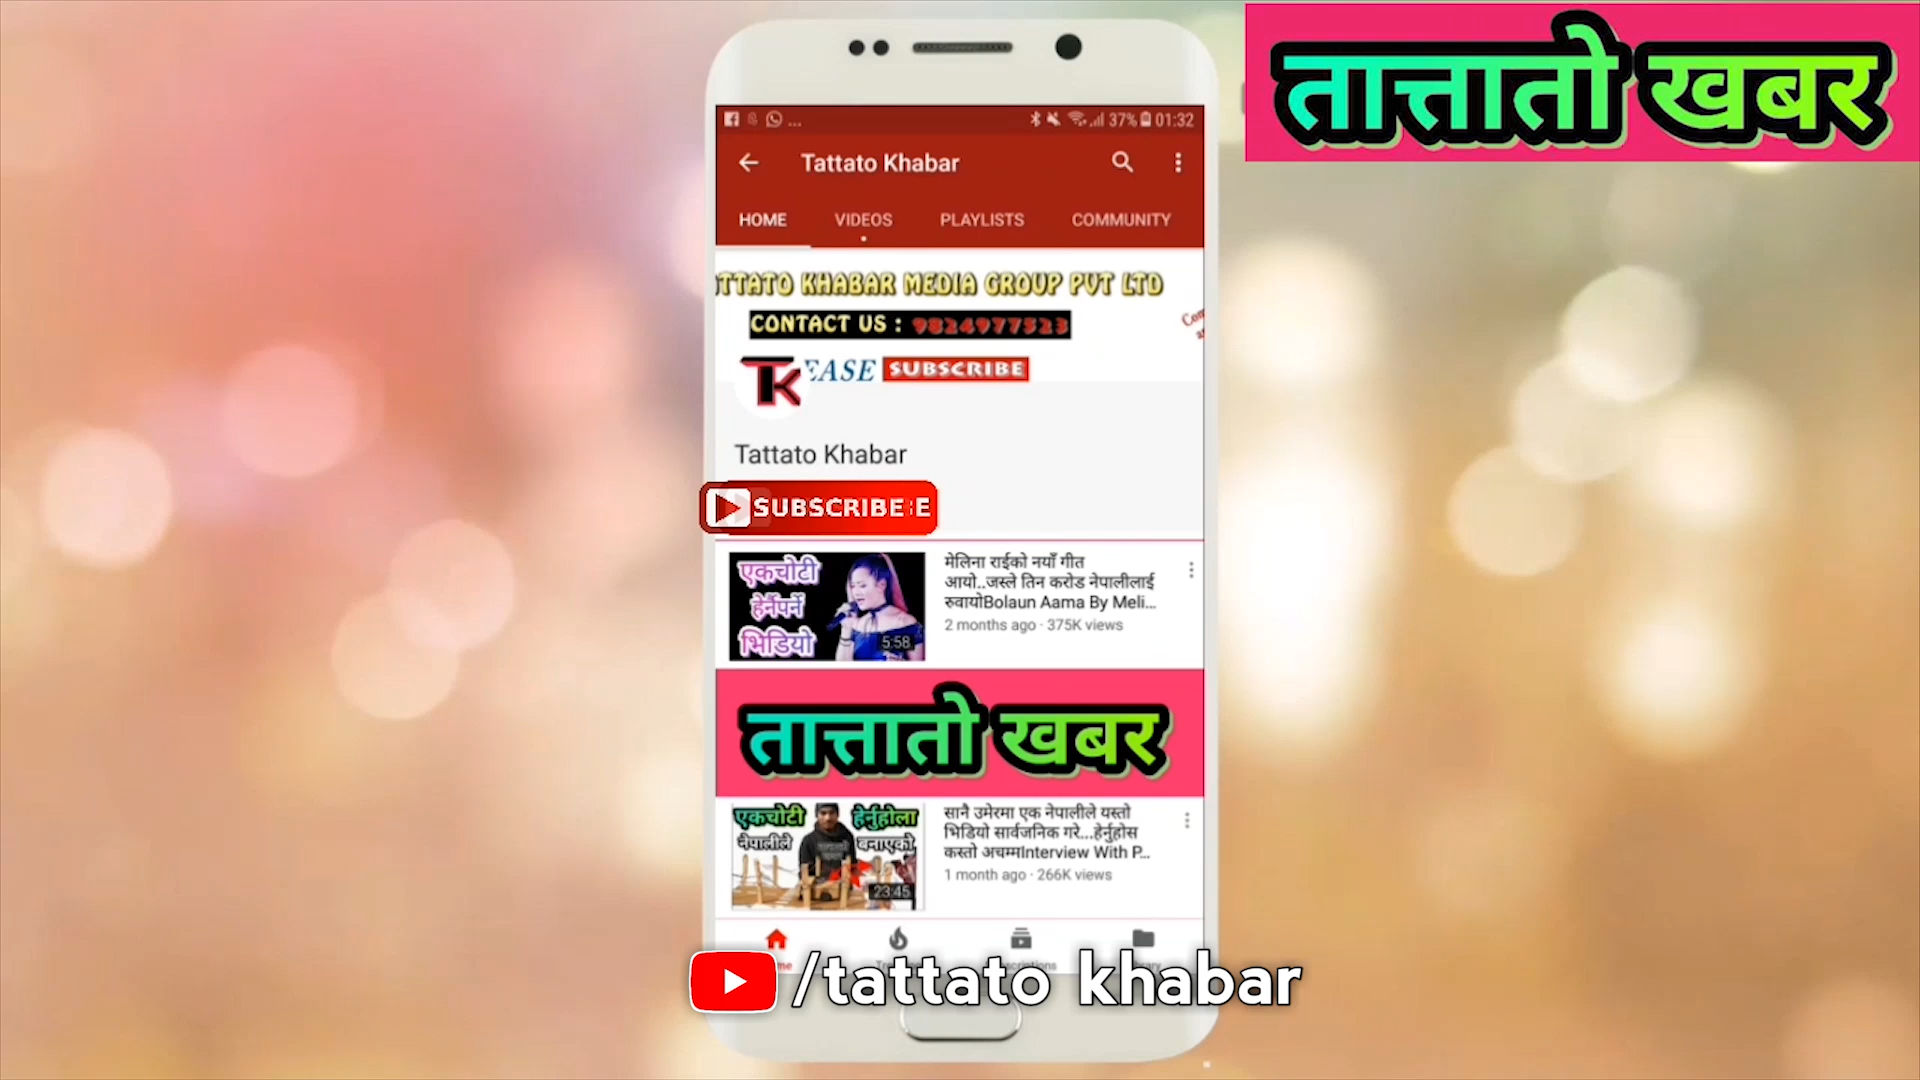 तात्तातो खबर
37% 01:32
Tattato Khabar
HOME VIDEOS PLAYLISTS COMMUNITY
TTATO KHABAR MEDIA GROUP PVT LTD
CONTACT US : 9824977523
EASE SUBSCRIBE
TK
Tattato Khabar
SUBSCRIBE
एकचोटी
हेर्नैपर्ने
भिडियो
5:58
मेलिना राईको नयाँ गीत
आयो..जस्ले तिन करोड नेपालीलाई
रुवायोBolaun Aama By Meli...
2 months ago · 375K views
तात्तातो खबर
एकचोटी हेर्नुहोला
नेपालीले बनाएको
23:45
सानै उमेरमा एक नेपालीले यस्तो
भिडियो सार्वजनिक गरे...हेर्नुहोस
कस्तो अचम्मInterview With P...
1 month ago · 266K views
/tattato khabar